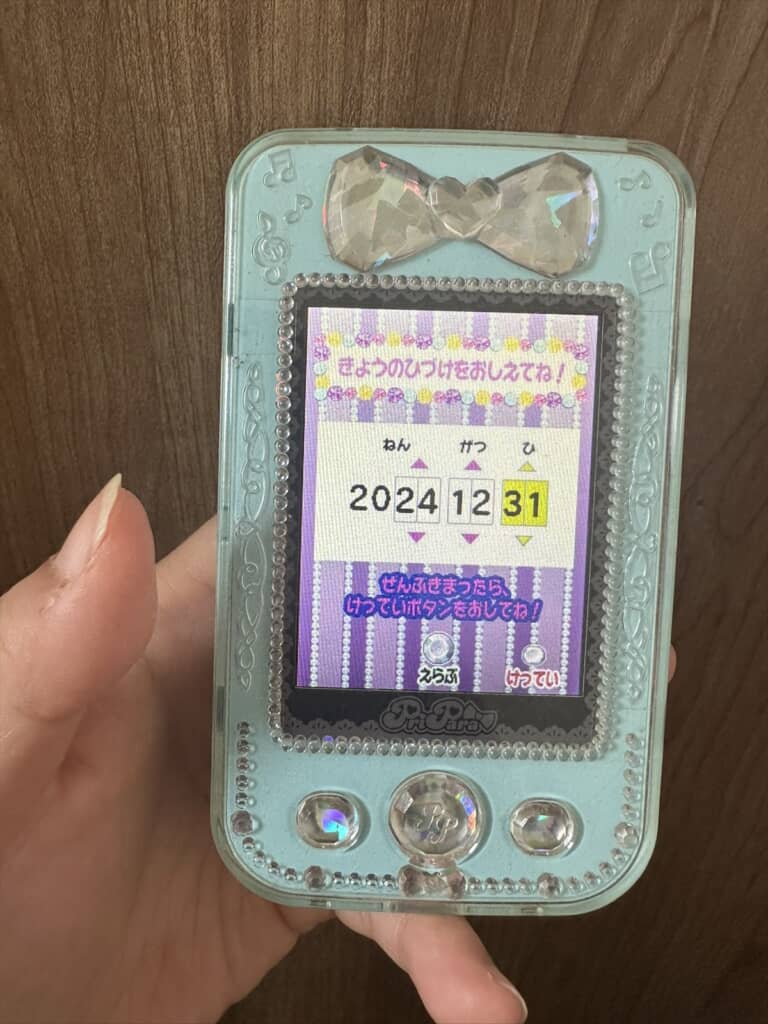 きょうのひづけをおしえてね！
ねん がつ ひ
2024 12 31
ぜんぶきまったら、
けっていボタンをおしてね！
えらぶ けってい
PriPara